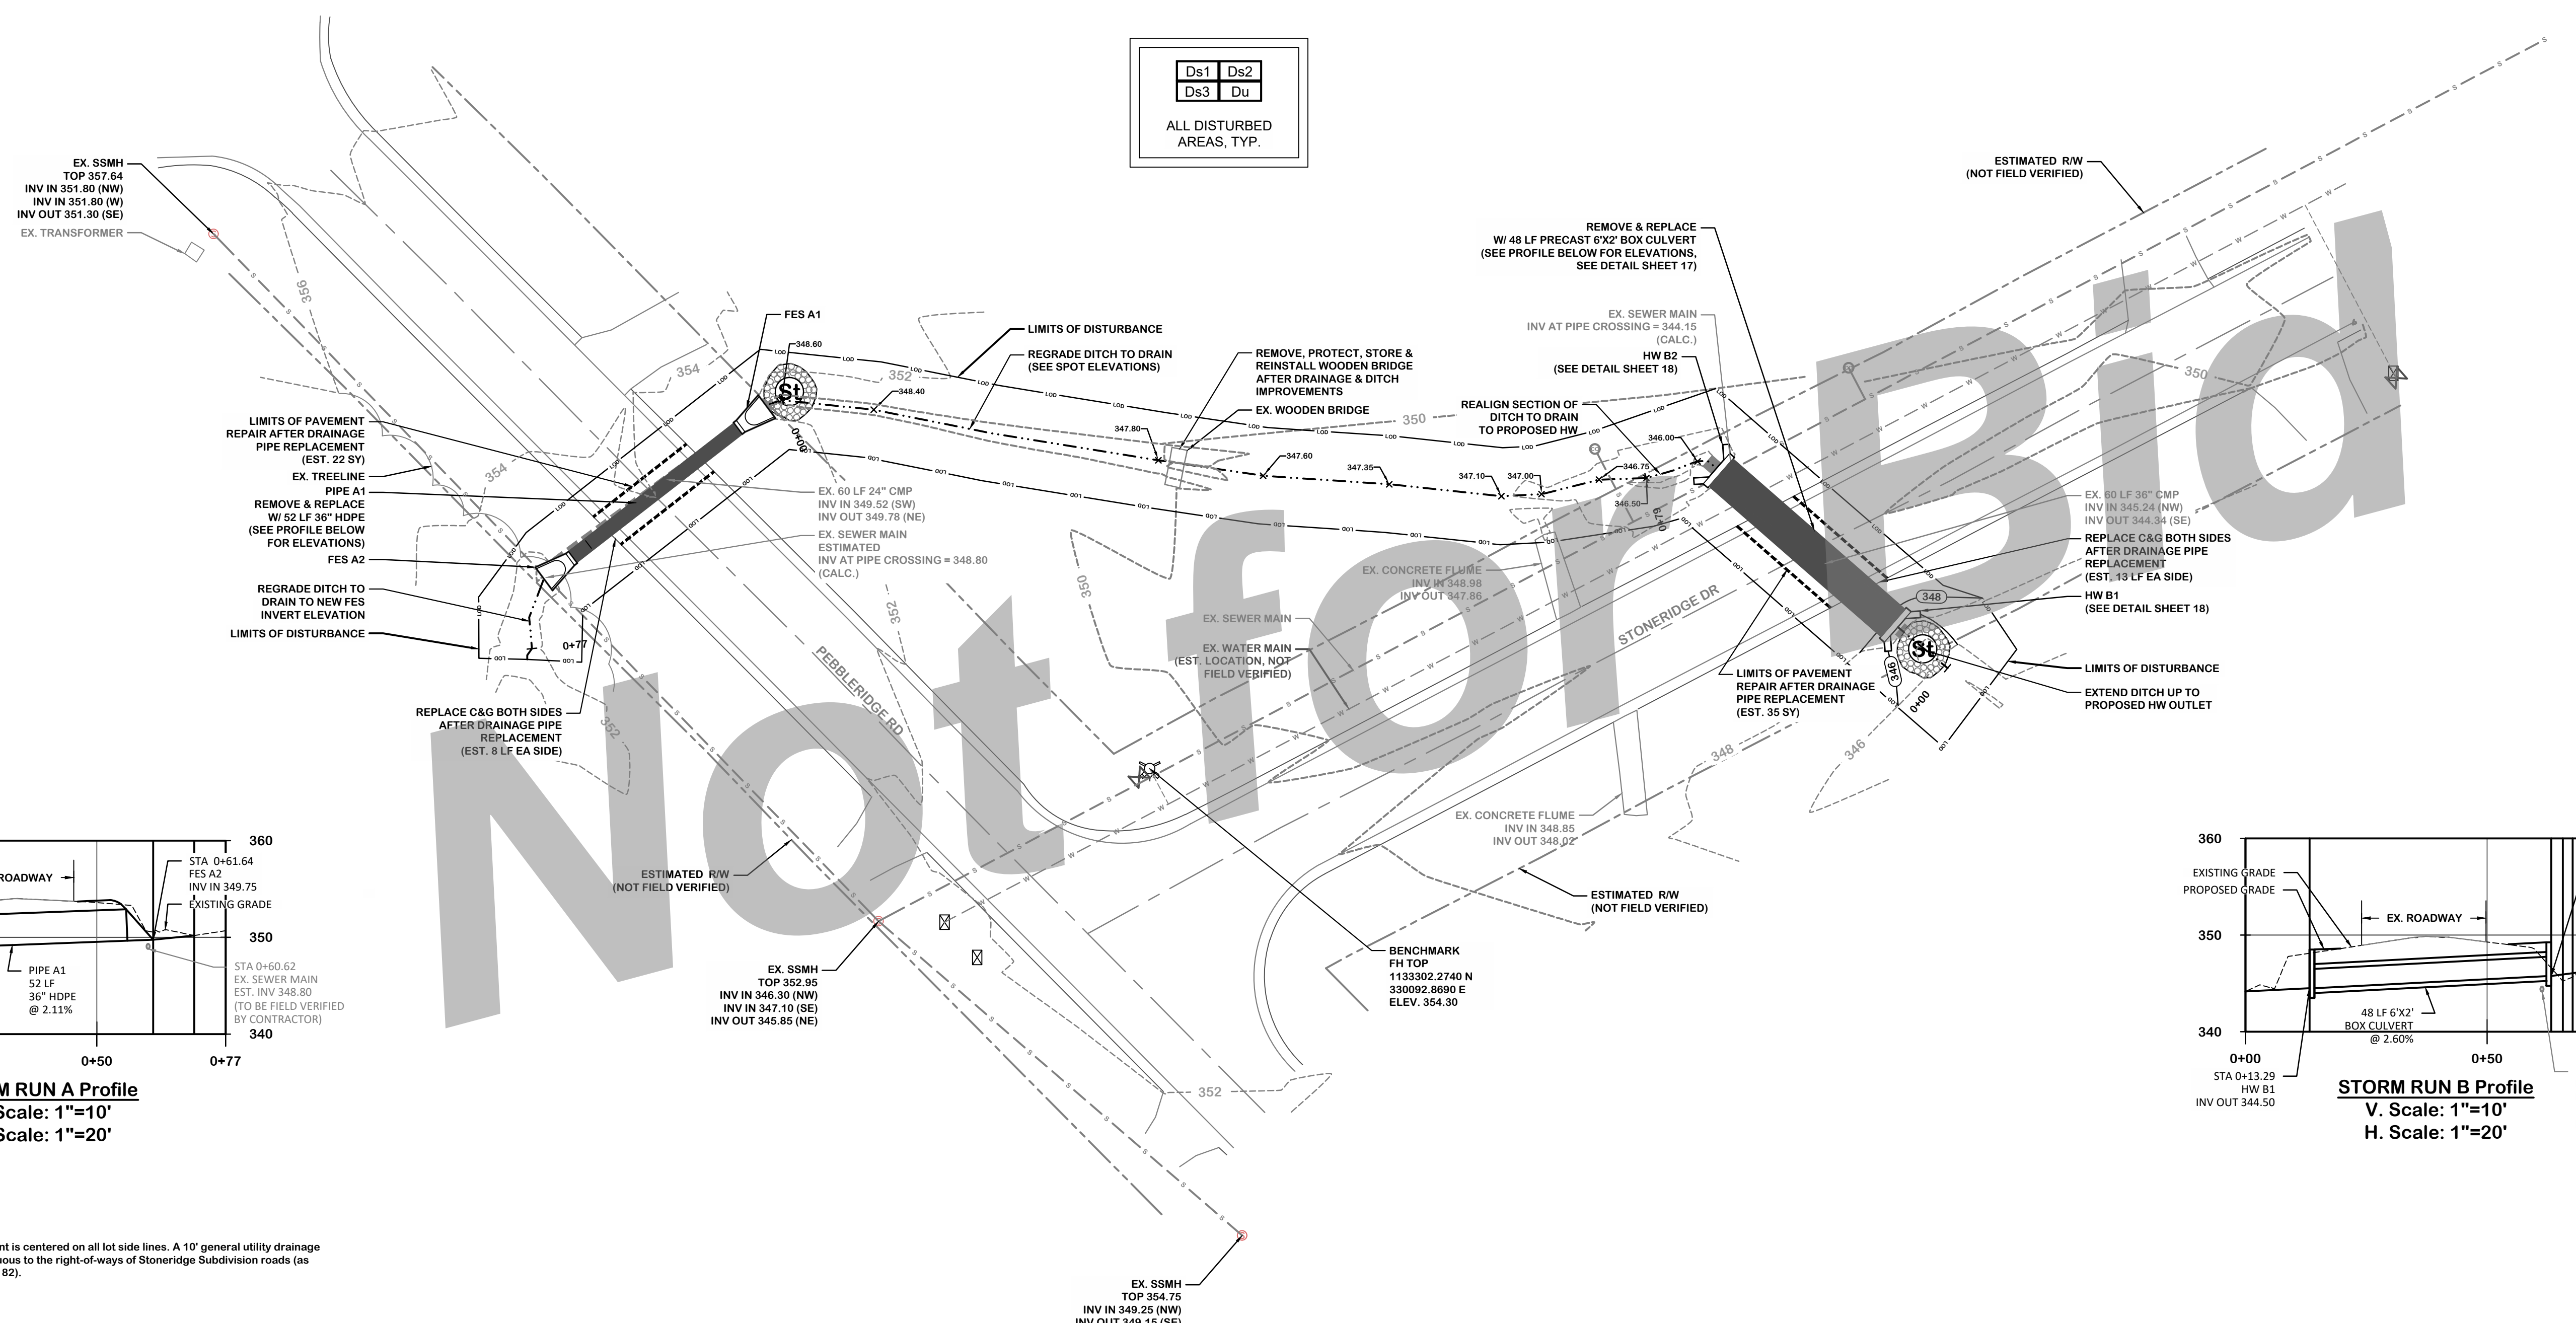 Ds1 Ds2
Ds3 Du
ALL DISTURBED
AREAS, TYP.
EX. SSMH
TOP 357.64
INV IN 351.80 (NW)
INV IN 351.80 (W)
INV OUT 351.30 (SE)
EX. TRANSFORMER
356
354
354
352
FES A1
348.60
348.40
LIMITS OF DISTURBANCE
REGRADE DITCH TO DRAIN
(SEE SPOT ELEVATIONS)
REMOVE, PROTECT, STORE &
REINSTALL WOODEN BRIDGE
AFTER DRAINAGE & DITCH
IMPROVEMENTS
EX. WOODEN BRIDGE
350
347.80
347.60
347.35
347.10
347.00
346.75
346.50
346.00
St
0+00
ESTIMATED R/W
(NOT FIELD VERIFIED)
REMOVE & REPLACE
W/ 48 LF PRECAST 6'X2' BOX CULVERT
(SEE PROFILE BELOW FOR ELEVATIONS,
SEE DETAIL SHEET 17)
EX. SEWER MAIN
INV AT PIPE CROSSING = 344.15
(CALC.)
HW B2
(SEE DETAIL SHEET 18)
REALIGN SECTION OF
DITCH TO DRAIN
TO PROPOSED HW
350
LIMITS OF PAVEMENT
REPAIR AFTER DRAINAGE
PIPE REPLACEMENT
(EST. 22 SY)
EX. TREELINE
PIPE A1
REMOVE & REPLACE
W/ 52 LF 36" HDPE
(SEE PROFILE BELOW
FOR ELEVATIONS)
FES A2
REGRADE DITCH TO
DRAIN TO NEW FES
INVERT ELEVATION
LIMITS OF DISTURBANCE
0+77
EX. 60 LF 24" CMP
INV IN 349.52 (SW)
INV OUT 349.78 (NE)
EX. SEWER MAIN
ESTIMATED
INV AT PIPE CROSSING = 348.80
(CALC.)
REPLACE C&G BOTH SIDES
AFTER DRAINAGE PIPE
REPLACEMENT
(EST. 8 LF EA SIDE)
352
352
350
PEBBLERIDGE RD
EX. CONCRETE FLUME
INV IN 348.98
INV OUT 347.86
EX. SEWER MAIN
EX. WATER MAIN
(EST. LOCATION, NOT
FIELD VERIFIED)
STONERIDGE DR
0+79
EX. 60 LF 36" CMP
INV IN 345.24 (NW)
INV OUT 344.34 (SE)
REPLACE C&G BOTH SIDES
AFTER DRAINAGE PIPE
REPLACEMENT
(EST. 13 LF EA SIDE)
HW B1
(SEE DETAIL SHEET 18)
348
346
St
0+00
LIMITS OF DISTURBANCE
EXTEND DITCH UP TO
PROPOSED HW OUTLET
LIMITS OF PAVEMENT
REPAIR AFTER DRAINAGE
PIPE REPLACEMENT
(EST. 35 SY)
348
346
EX. CONCRETE FLUME
INV IN 348.85
INV OUT 348.02
ESTIMATED R/W
(NOT FIELD VERIFIED)
ESTIMATED R/W
(NOT FIELD VERIFIED)
BENCHMARK
FH TOP
1133302.2740 N
330092.8690 E
ELEV. 354.30
EX. SSMH
TOP 352.95
INV IN 346.30 (NW)
INV IN 347.10 (SE)
INV OUT 345.85 (NE)
352
EX. SSMH
TOP 354.75
INV IN 349.25 (NW)
INV OUT 349.15 (SE)
Not for Bid
360
350
340
ROADWAY
STA 0+61.64
FES A2
INV IN 349.75
EXISTING GRADE
STA 0+60.62
EX. SEWER MAIN
EST. INV 348.80
(TO BE FIELD VERIFIED
BY CONTRACTOR)
PIPE A1
52 LF
36" HDPE
@ 2.11%
0+50 0+77
M RUN A Profile
Scale: 1"=10'
Scale: 1"=20'
360
350
340
EXISTING GRADE
PROPOSED GRADE
EX. ROADWAY
48 LF 6'X2'
BOX CULVERT
@ 2.60%
0+00 0+50
STA 0+13.29
HW B1
INV OUT 344.50
STORM RUN B Profile
V. Scale: 1"=10'
H. Scale: 1"=20'
nt is centered on all lot side lines. A 10' general utility drainage
uous to the right-of-ways of Stoneridge Subdivision roads (as
82).